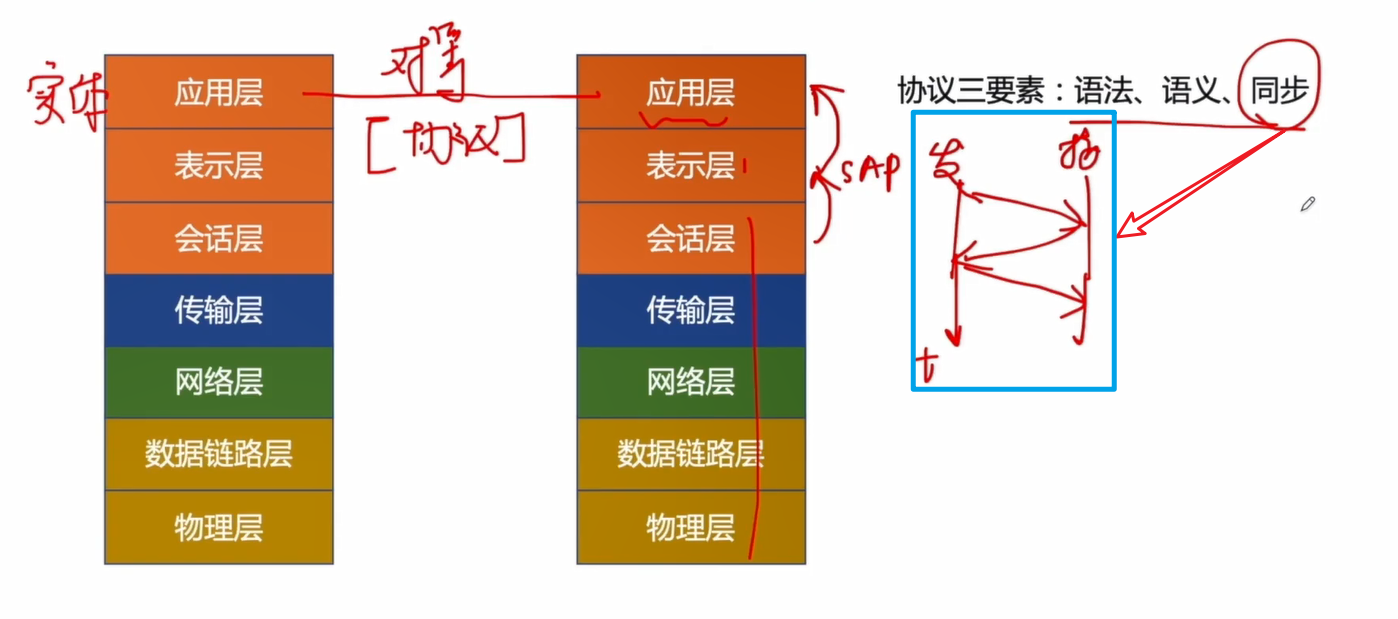 协议三要素：语法、语义、同步
实体
对等
[协议]
应用层
表示层
会话层
传输层
网络层
数据链路层
物理层
应用层
表示层
会话层
传输层
网络层
数据链路层
物理层
SAP
发 接
t